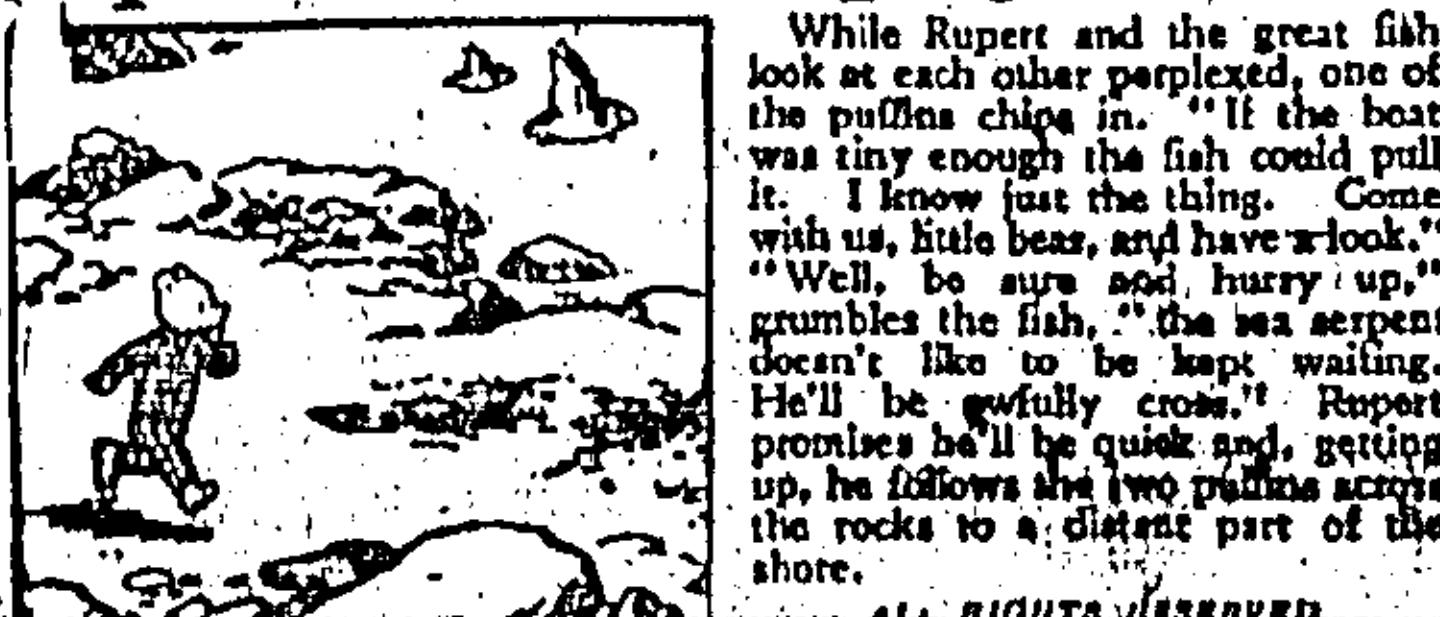 While Rupert and the great fish
look at each other perplexed, one of
the puffins chips in. "If the boat
was tiny enough the fish could pull
it. I know just the thing. Come
with us, little bear, and have a look."
"Well, be sure and hurry up,"
grumbles the fish, "the sea serpent
doesn't like to be kept waiting.
He'll be awfully cross." Rupert
promises he'll be quick and, getting
up, he follows the two puffins across
the rocks to a distant part of the
shore.
ALL RIGHTS RESERVED